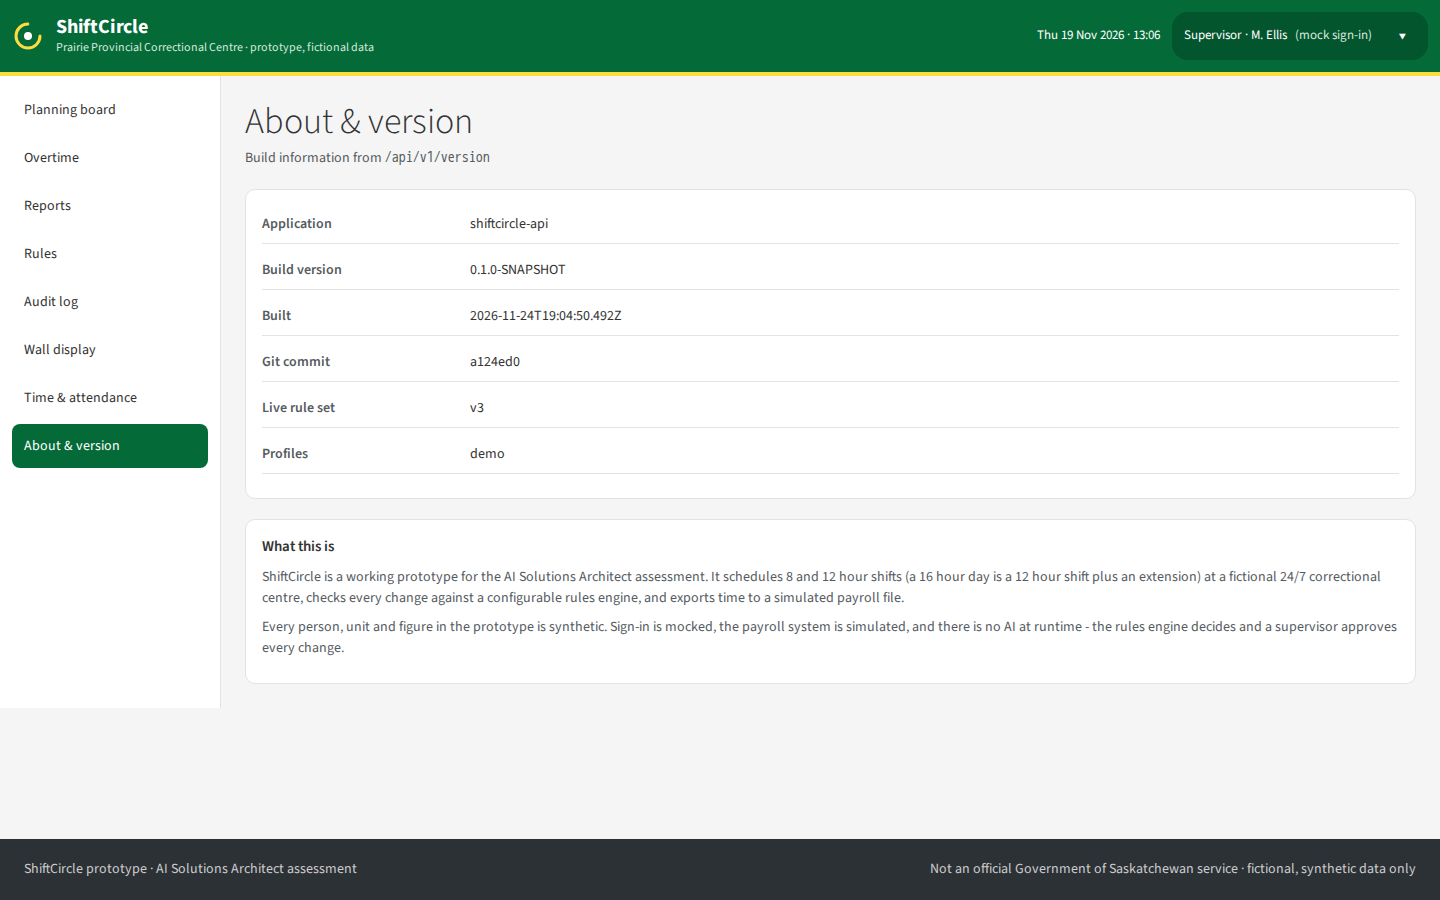 ShiftCircle
Prairie Provincial Correctional Centre · prototype, fictional data
Thu 19 Nov 2026 · 13:06
Supervisor · M. Ellis (mock sign-in) ▼
Planning board
Overtime
Reports
Rules
Audit log
Wall display
Time & attendance
About & version
About & version
Build information from /api/v1/version
Application shiftcircle-api
Build version 0.1.0-SNAPSHOT
Built 2026-11-24T19:04:50.492Z
Git commit a124ed0
Live rule set v3
Profiles demo
What this is
ShiftCircle is a working prototype for the AI Solutions Architect assessment. It schedules 8 and 12 hour shifts (a 16 hour day is a 12 hour shift plus an extension) at a fictional 24/7 correctional
centre, checks every change against a configurable rules engine, and exports time to a simulated payroll file.
Every person, unit and figure in the prototype is synthetic. Sign-in is mocked, the payroll system is simulated, and there is no AI at runtime - the rules engine decides and a supervisor approves
every change.
ShiftCircle prototype · AI Solutions Architect assessment
Not an official Government of Saskatchewan service · fictional, synthetic data only